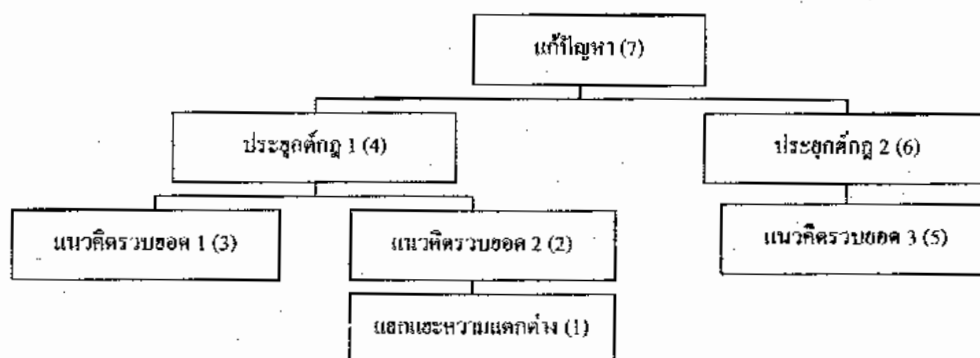 แก้ปัญหา (7)
ประยุกต์กฎ 1 (4)
ประยุกต์กฎ 2 (6)
แนวคิดรวบยอด 1 (3)
แนวคิดรวบยอด 2 (2)
แนวคิดรวบยอด 3 (5)
แยกแยะความแตกต่าง (1)